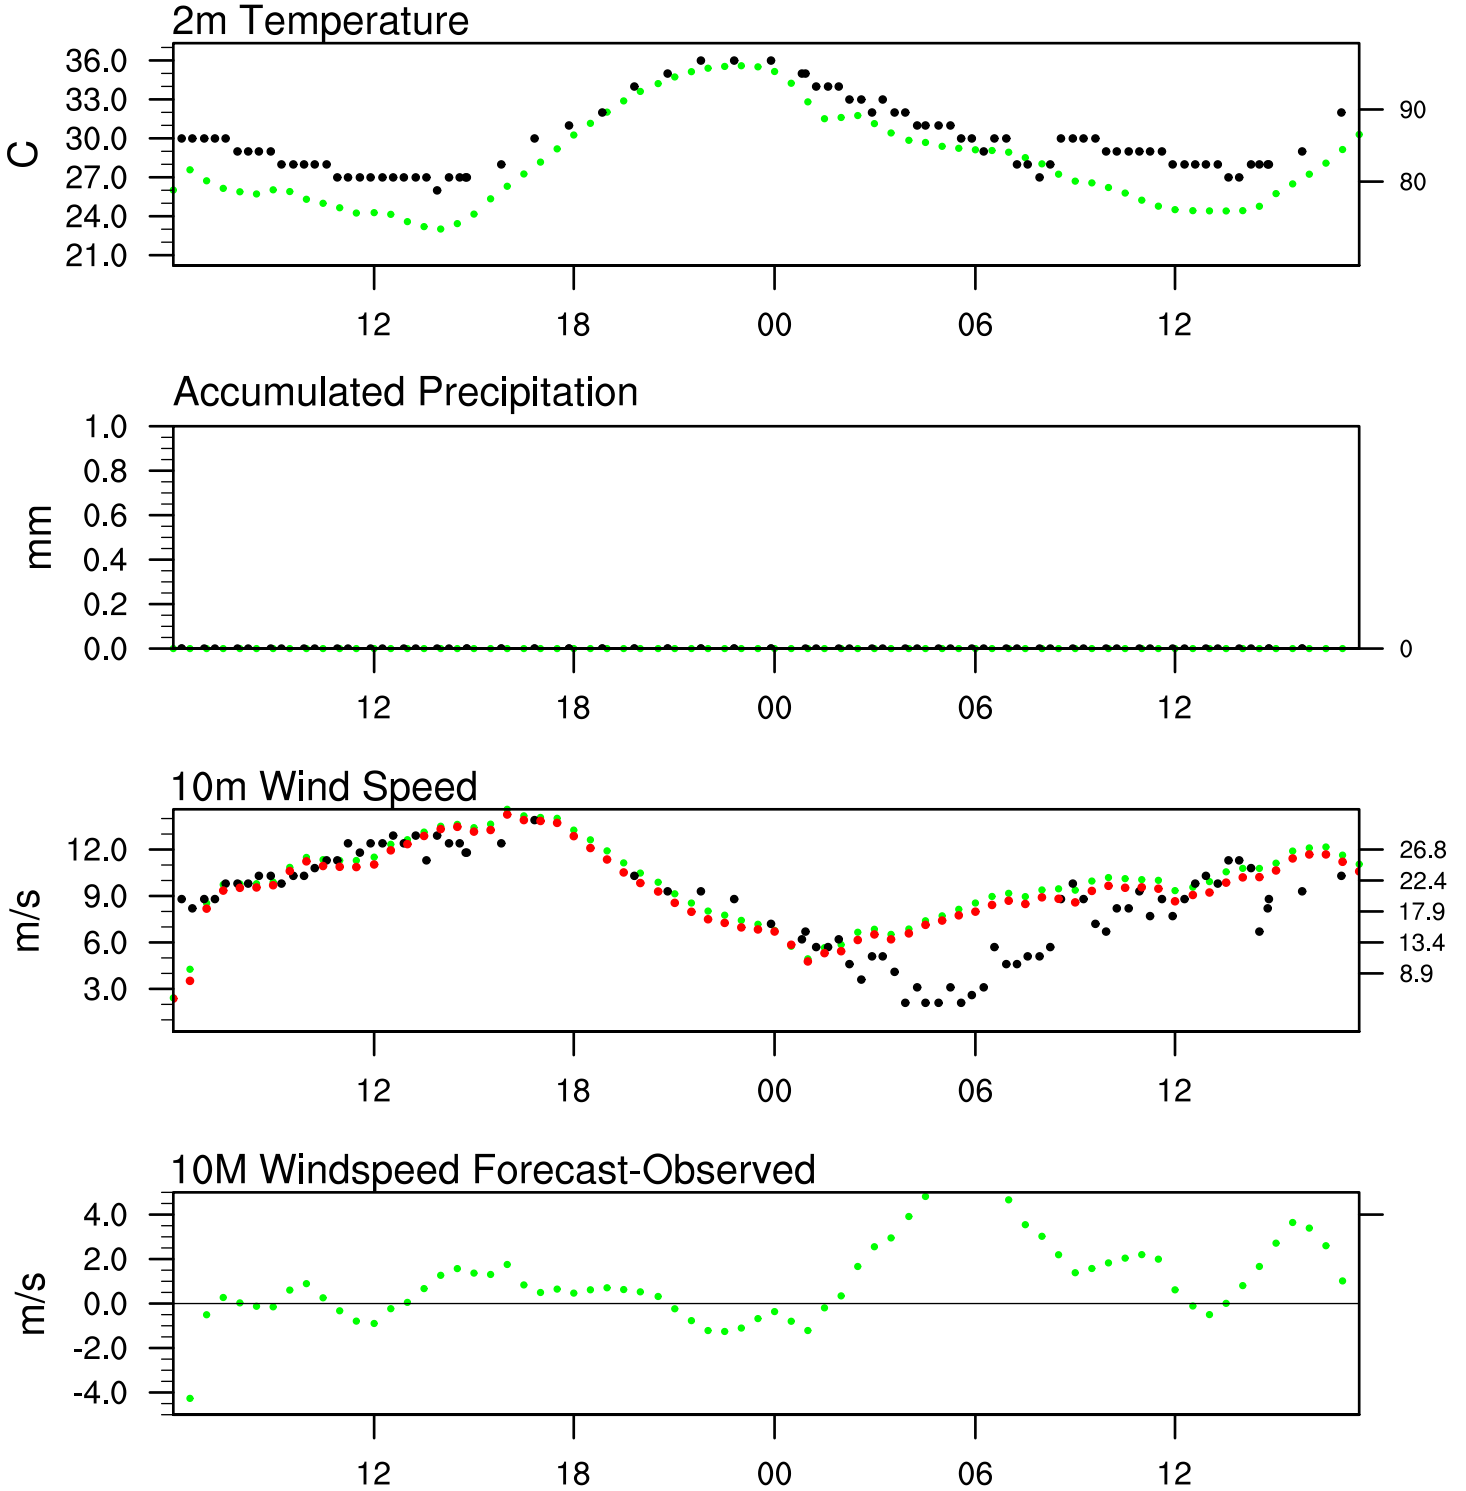 2m Temperature
36.0
33.0
30.0
27.0
24.0
21.0
C
90
80
12 18 00 06 12
Accumulated Precipitation
1.0
0.8
0.6
0.4
0.2
0.0
mm
0
12 18 00 06 12
10m Wind Speed
12.0
9.0
6.0
3.0
m/s
26.8
22.4
17.9
13.4
8.9
12 18 00 06 12
10M Windspeed Forecast-Observed
4.0
2.0
0.0
-2.0
-4.0
m/s
12 18 00 06 12